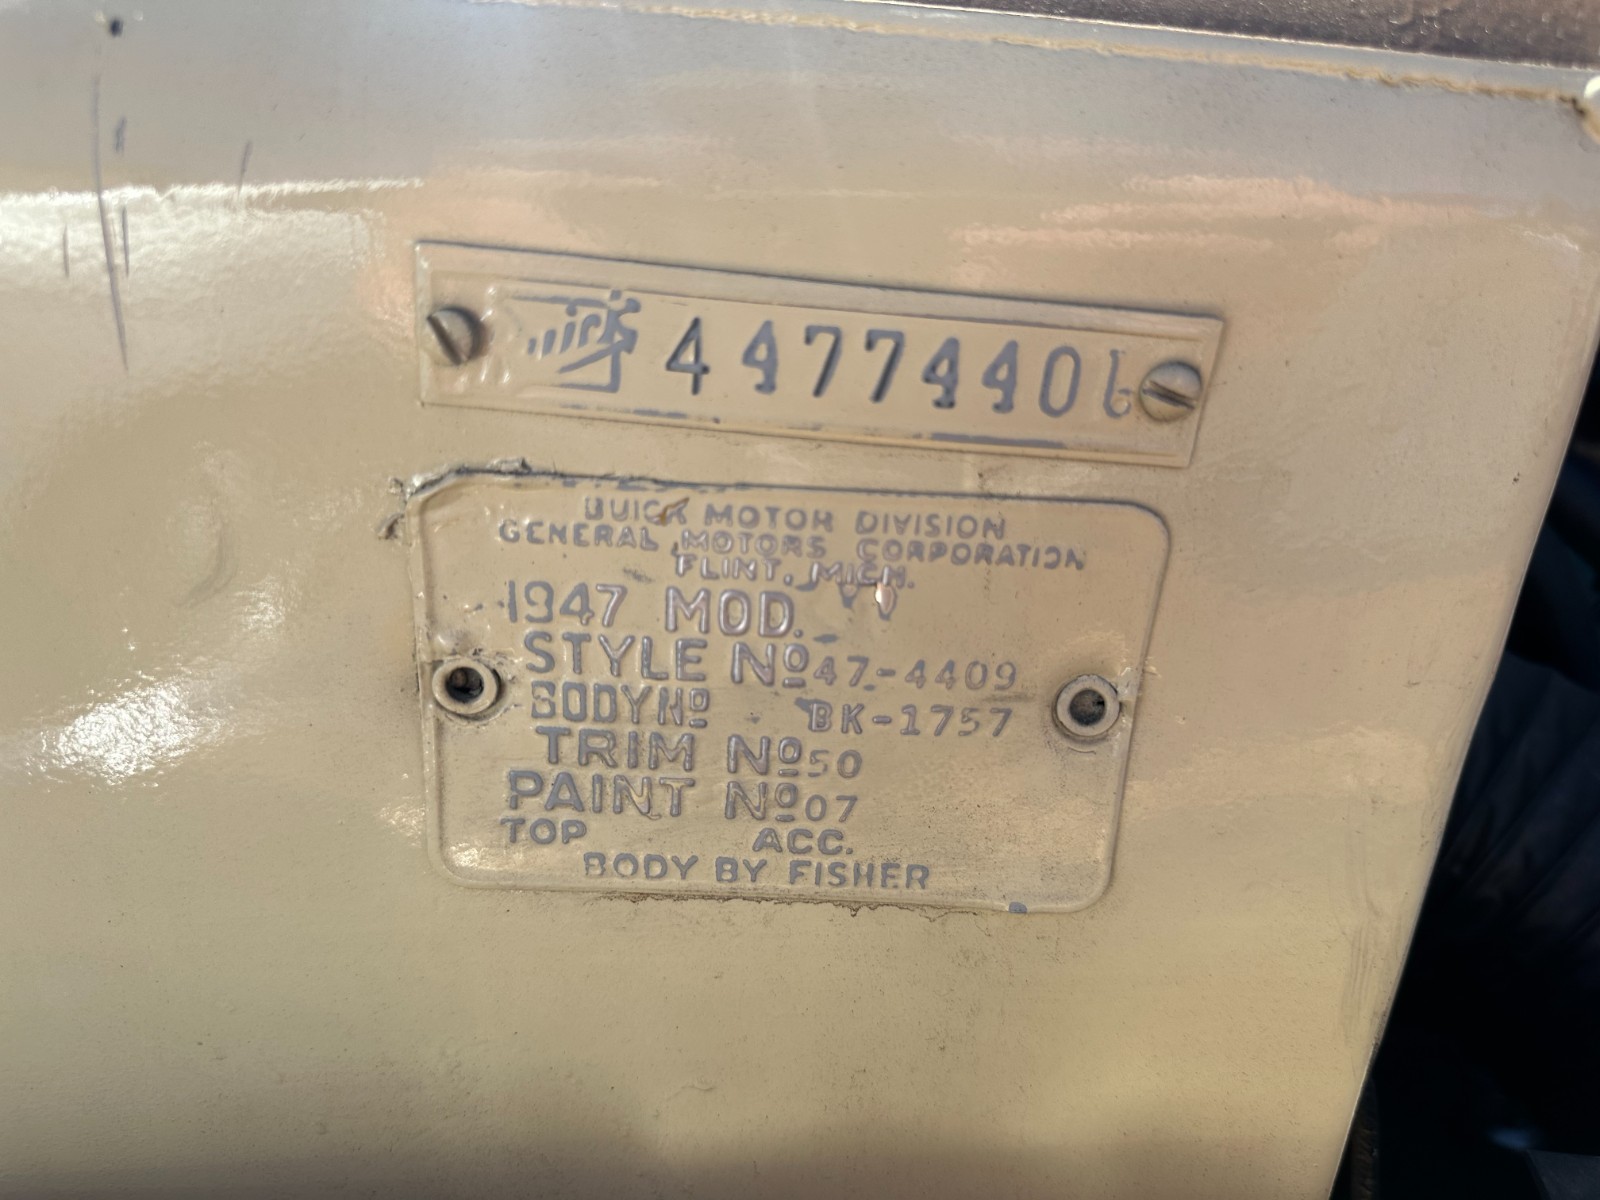 44774406
BUICK MOTOR DIVISION
GENERAL MOTORS CORPORATION
FLINT, MICH.
1947 MOD.
STYLE Nº 47-4409
BODY Nº BK-1757
TRIM Nº 50
PAINT Nº 07
TOP ACC.
BODY BY FISHER